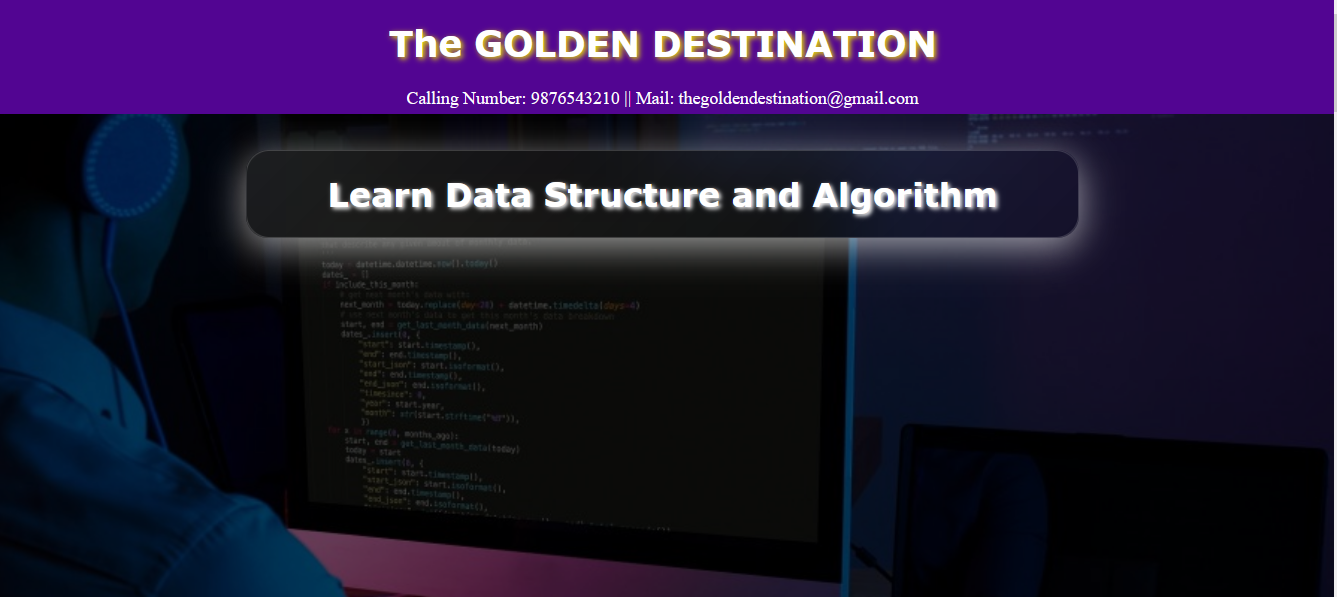 The GOLDEN DESTINATION
Calling Number: 9876543210 || Mail: thegoldendestination@gmail.com
Learn Data Structure and Algorithm
today = datetime.datetime.now().today()
dates_ = []
if include_this_month:
# get next month's data with:
next_month = today.replace(day=28) + datetime.timedelta(days=4)
# use next month's data to get this month's data breakdown
start, end = get_last_month_data(next_month)
dates_.insert(0, {
"start": start.timestamp(),
"end": end.timestamp(),
"start_json": start.isoformat(),
"end": end.timestamp(),
"end_json": end.isoformat(),
"timesince": 0,
"year": start.year,
"month": str(start.strftime("%B")),
})
for x in range(0, months_ago):
start, end = get_last_month_data(today)
today = start
dates_.insert(0, {
"start": start.timestamp(),
"start_json": start.isoformat(),
"end": end.timestamp(),
"end_json": end.isoformat(),